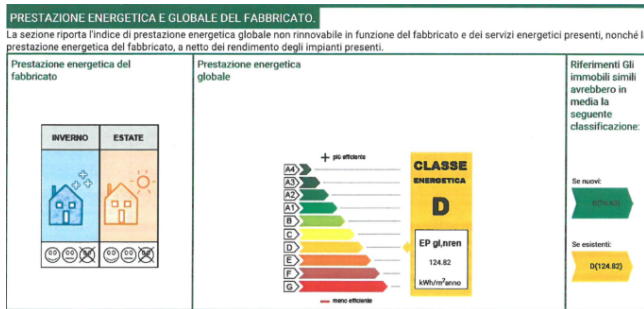 PRESTAZIONE ENERGETICA E GLOBALE DEL FABBRICATO.
La sezione riporta l'indice di prestazione energetica globale non rinnovabile in funzione del fabbricato e dei servizi energetici presenti, nonché
prestazione energetica del fabbricato, a netto del rendimento degli impianti presenti.
Prestazione energetica del
fabbricato
INVERNO ESTATE
Prestazione energetica
globale
+ più efficiente
A4
A3
A2
A1
B
C
D
E
F
G
— meno efficiente
CLASSE
ENERGETICA
D
EP gl,nren
124.82
kWh/m²anno
Riferimenti Gli
immobili simili
avrebbero in
media la
seguente
classificazione:
Se nuovi:
Se esistenti:
D(124.82)